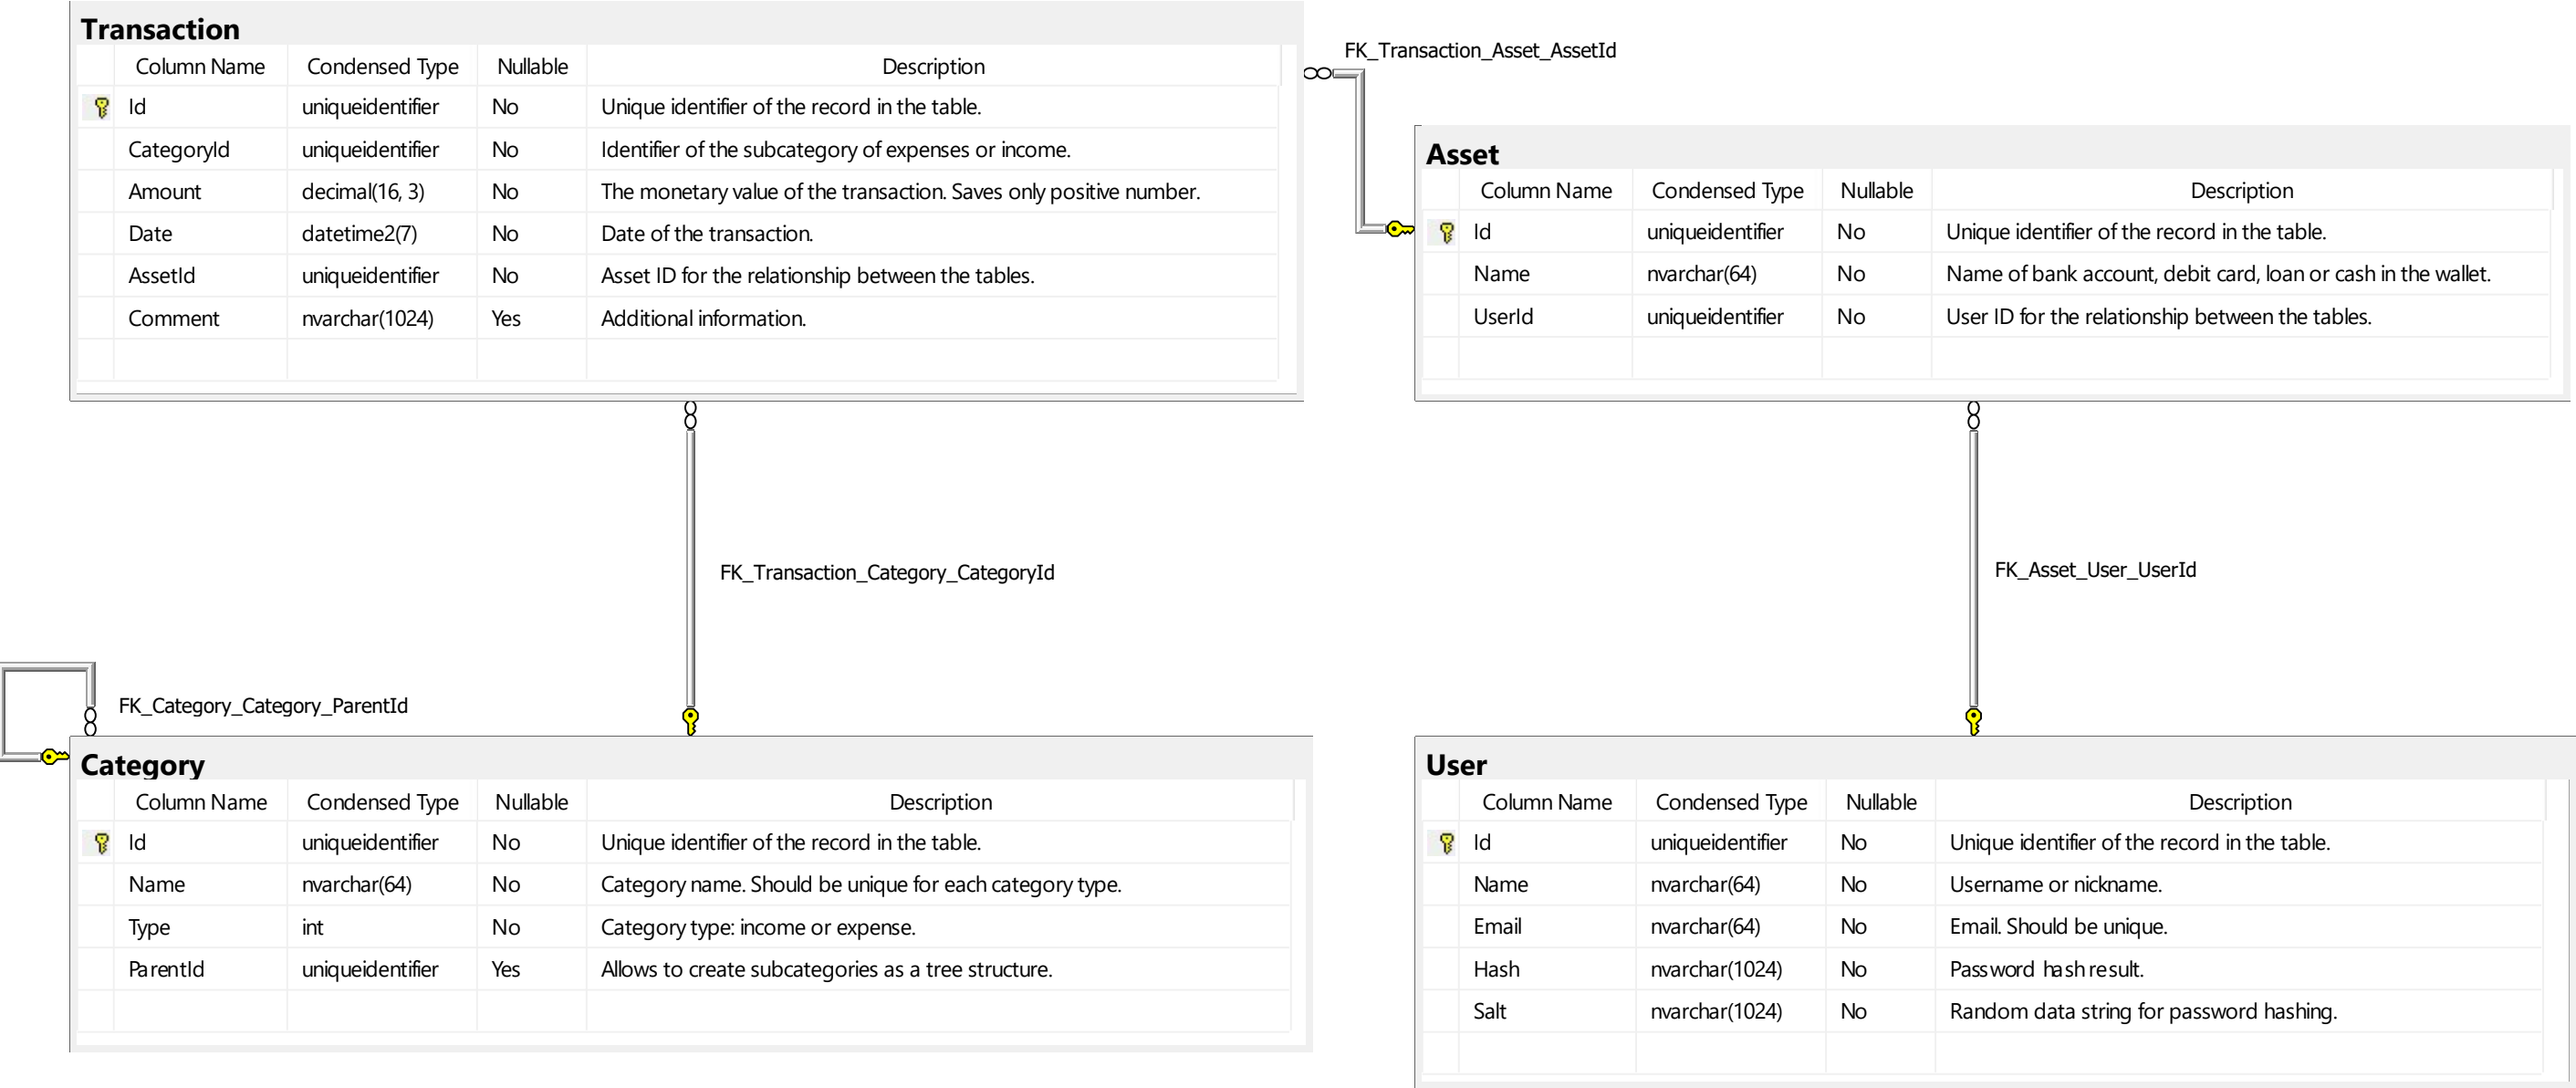 Transaction
Column Name Condensed Type Nullable Description
Id uniqueidentifier No Unique identifier of the record in the table.
CategoryId uniqueidentifier No Identifier of the subcategory of expenses or income.
Amount decimal(16, 3) No The monetary value of the transaction. Saves only positive number.
Date datetime2(7) No Date of the transaction.
AssetId uniqueidentifier No Asset ID for the relationship between the tables.
Comment nvarchar(1024) Yes Additional information.
FK_Transaction_Asset_AssetId
Asset
Column Name Condensed Type Nullable Description
Id uniqueidentifier No Unique identifier of the record in the table.
Name nvarchar(64) No Name of bank account, debit card, loan or cash in the wallet.
UserId uniqueidentifier No User ID for the relationship between the tables.
FK_Transaction_Category_CategoryId
FK_Asset_User_UserId
FK_Category_Category_ParentId
Category
Column Name Condensed Type Nullable Description
Id uniqueidentifier No Unique identifier of the record in the table.
Name nvarchar(64) No Category name. Should be unique for each category type.
Type int No Category type: income or expense.
ParentId uniqueidentifier Yes Allows to create subcategories as a tree structure.
User
Column Name Condensed Type Nullable Description
Id uniqueidentifier No Unique identifier of the record in the table.
Name nvarchar(64) No Username or nickname.
Email nvarchar(64) No Email. Should be unique.
Hash nvarchar(1024) No Password hash result.
Salt nvarchar(1024) No Random data string for password hashing.